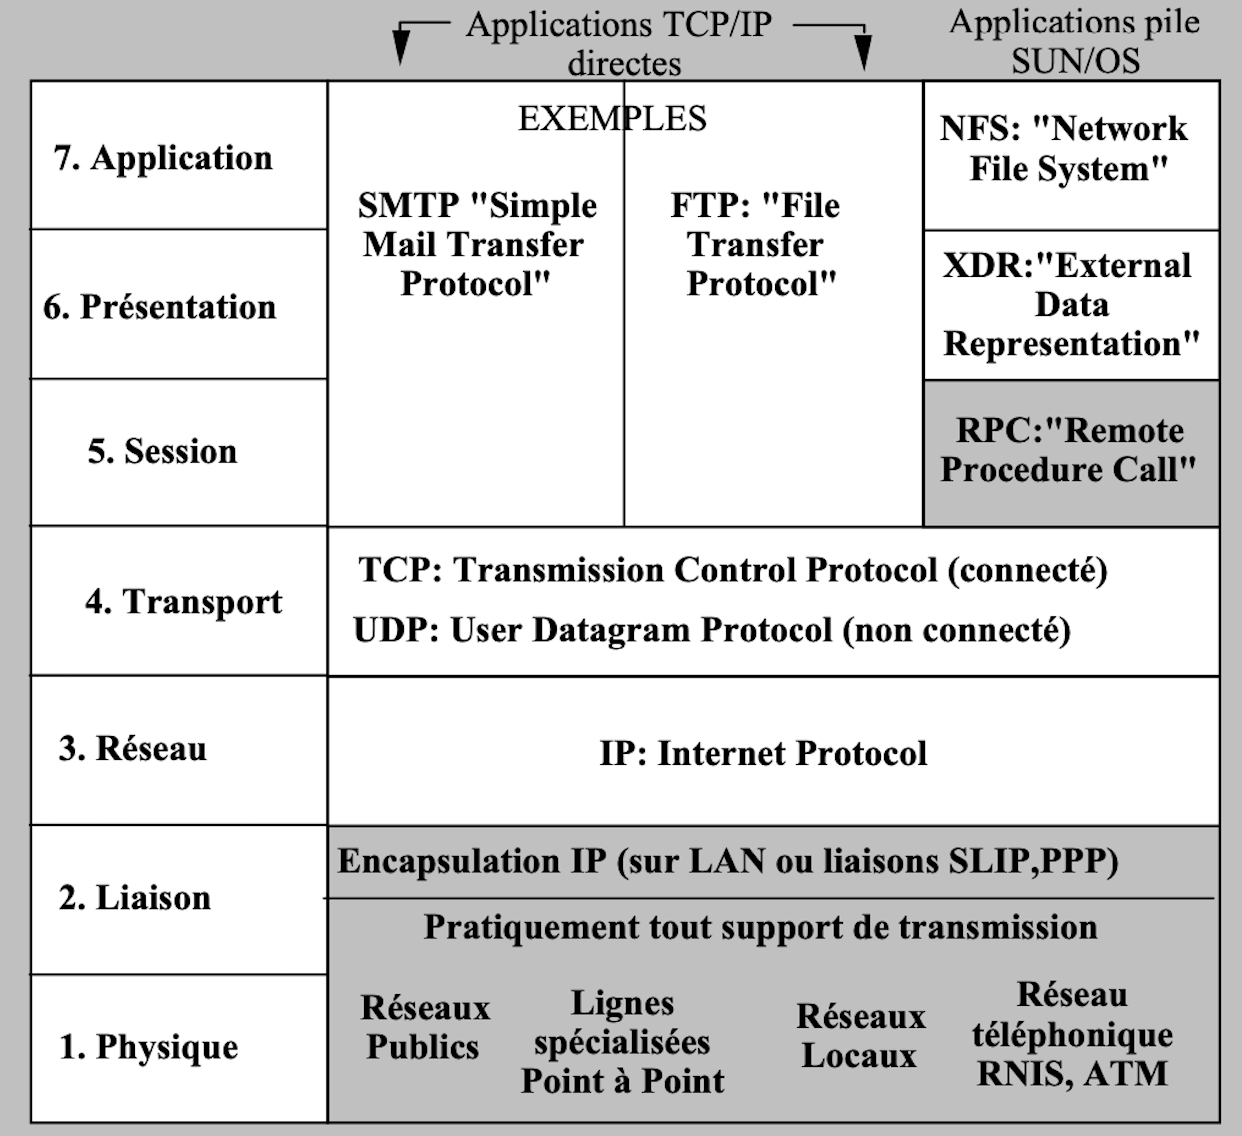 Applications TCP/IP
directes
Applications pile
SUN/OS
EXEMPLES
7. Application
SMTP "Simple
Mail Transfer
Protocol"
FTP: "File
Transfer
Protocol"
NFS: "Network
File System"
6. Présentation
XDR:"External
Data
Representation"
5. Session
RPC:"Remote
Procedure Call"
4. Transport
TCP: Transmission Control Protocol (connecté)
UDP: User Datagram Protocol (non connecté)
3. Réseau
IP: Internet Protocol
2. Liaison
Encapsulation IP (sur LAN ou liaisons SLIP,PPP)
Pratiquement tout support de transmission
1. Physique
Réseaux
Publics
Lignes
spécialisées
Point à Point
Réseaux
Locaux
Réseau
téléphonique
RNIS, ATM